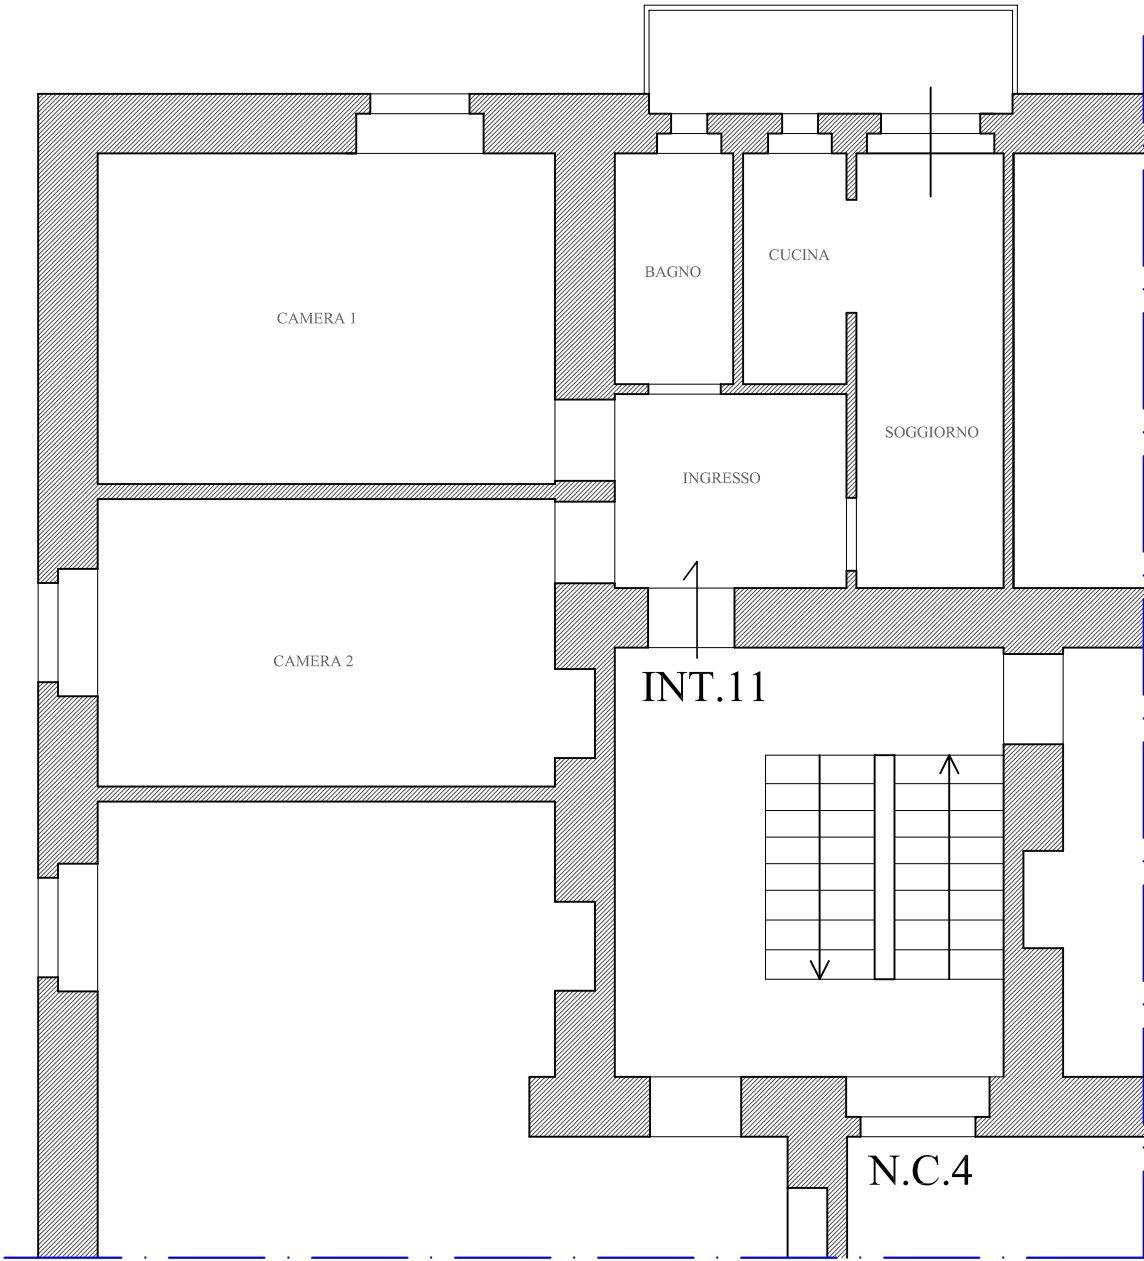 CUCINA
BAGNO
CAMERA 1
SOGGIORNO
INGRESSO
CAMERA 2
INT.11
N.C.4